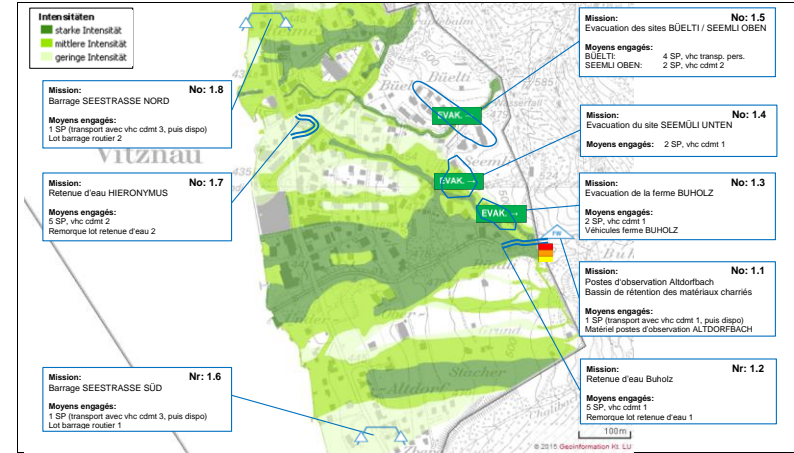 Intensitäten
starke Intensität
mittlere Intensität
geringe Intensität
Mission: No: 1.8
Barrage SEESTRASSE NORD
Moyens engagés:
1 SP (transport avec vhc cdmt 3, puis dispo)
Lot barrage routier 2
Vitznau
Mission: No: 1.7
Retenue d'eau HIERONYMUS
Moyens engagés:
5 SP, vhc cdmt 2
Remorque lot retenue d'eau 2
Mission: Nr: 1.6
Barrage SEESTRASSE SÜD
Moyens engagés:
1 SP (transport avec vhc cdmt 3, puis dispo)
Lot barrage routier 1
Büelti
EVAK. →
EVAK. →
EVAK. →
FW
Grund
Stacher
Altdorf
Mission: No: 1.5
Evacuation des sites BÜELTI / SEEMLI OBEN
Moyens engagés:
BÜELTI: 4 SP, vhc transp. pers.
SEEMLI OBEN: 2 SP, vhc cdmt 2
Mission: No: 1.4
Evacuation du site SEEMÜLI UNTEN
Moyens engagés: 2 SP, vhc cdmt 1
Mission: No: 1.3
Evacuation de la ferme BUHOLZ
Moyens engagés:
2 SP, vhc cdmt 1
Véhicules ferme BUHOLZ
Mission: No: 1.1
Postes d'observation Altdorfbach
Bassin de rétention des matériaux charriés
Moyens engagés:
1 SP (transport avec vhc cdmt 1, puis dispo)
Matériel postes d'observation ALTDORFBACH
Mission: Nr: 1.2
Retenue d'eau Buholz
Moyens engagés:
5 SP, vhc cdmt 1
Remorque lot retenue d'eau 1
100m
© 2015 Geoinformation Kt. LU